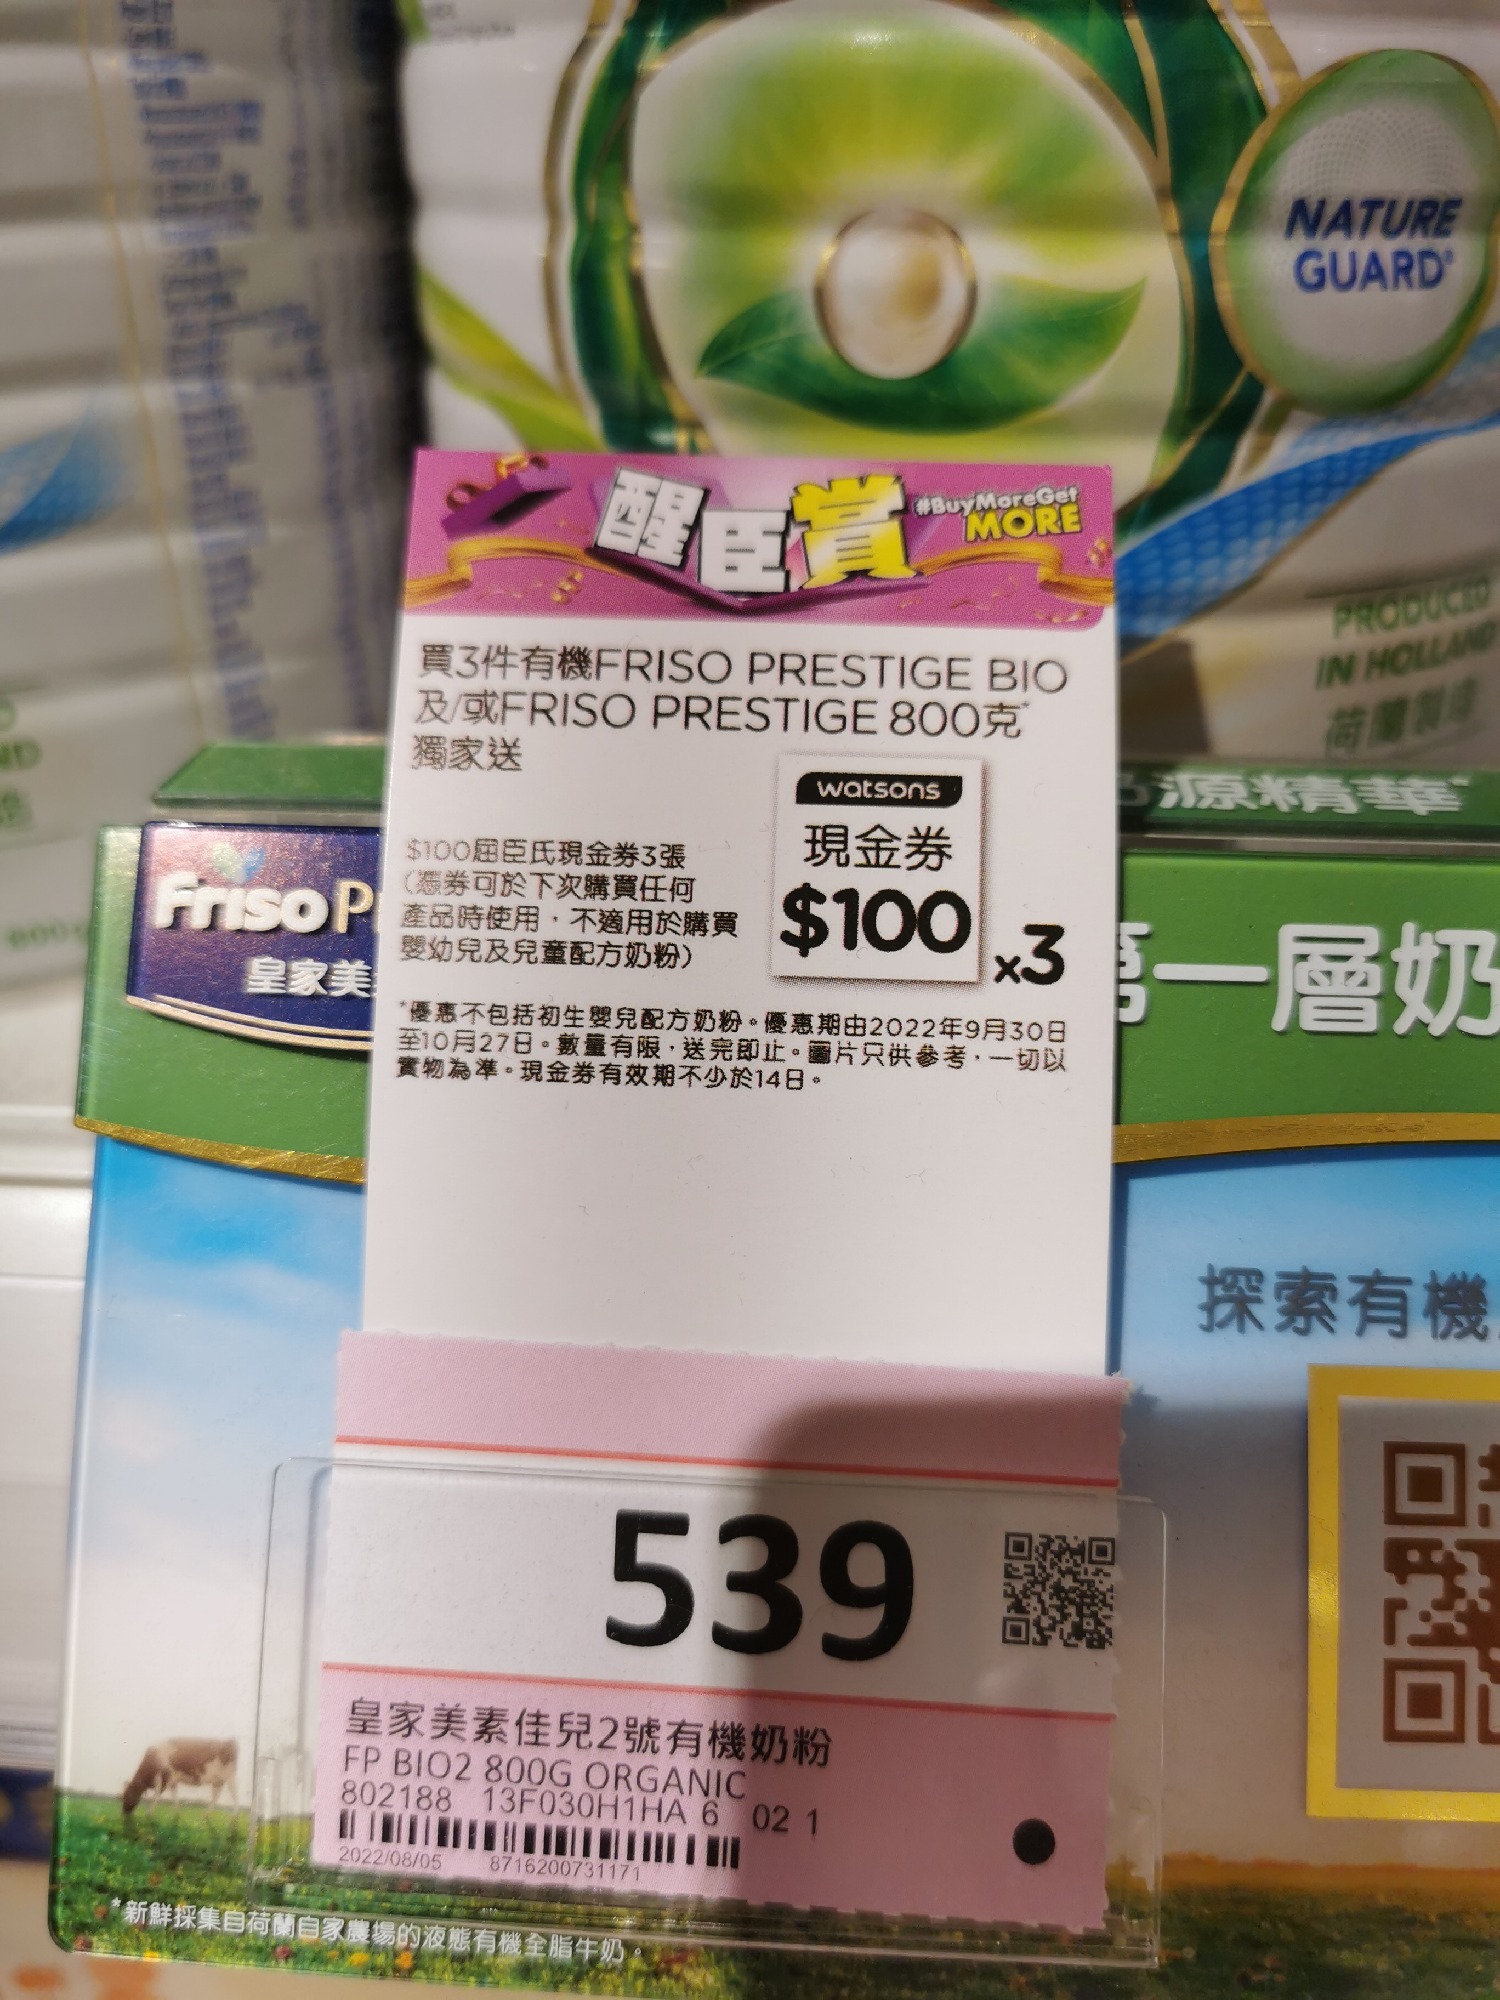 NATURE
GUARD®
PRODUCED
IN HOLLAND
荷蘭製造
醒臣賞
#BuyMoreGet
MORE
買3件有機FRISO PRESTIGE BIO
及/或FRISO PRESTIGE 800克*
獨家送
watsons
現金券
$100
x3
$100屈臣氏現金券3張
(憑券可於下次購買任何
產品時使用，不適用於購買
嬰幼兒及兒童配方奶粉)
*優惠不包括初生嬰兒配方奶粉。優惠期由2022年9月30日
至10月27日。數量有限，送完即止。圖片只供參考，一切以
實物為準。現金券有效期不少於14日。
源精華*
Friso P
皇家美
第一層奶
探索有機
539
皇家美素佳兒2號有機奶粉
FP BIO2 800G ORGANIC
802188 13F030H1HA 6 02 1
2022/08/05 8716200731171
*新鮮採集自荷蘭自家農場的液態有機全脂牛奶。